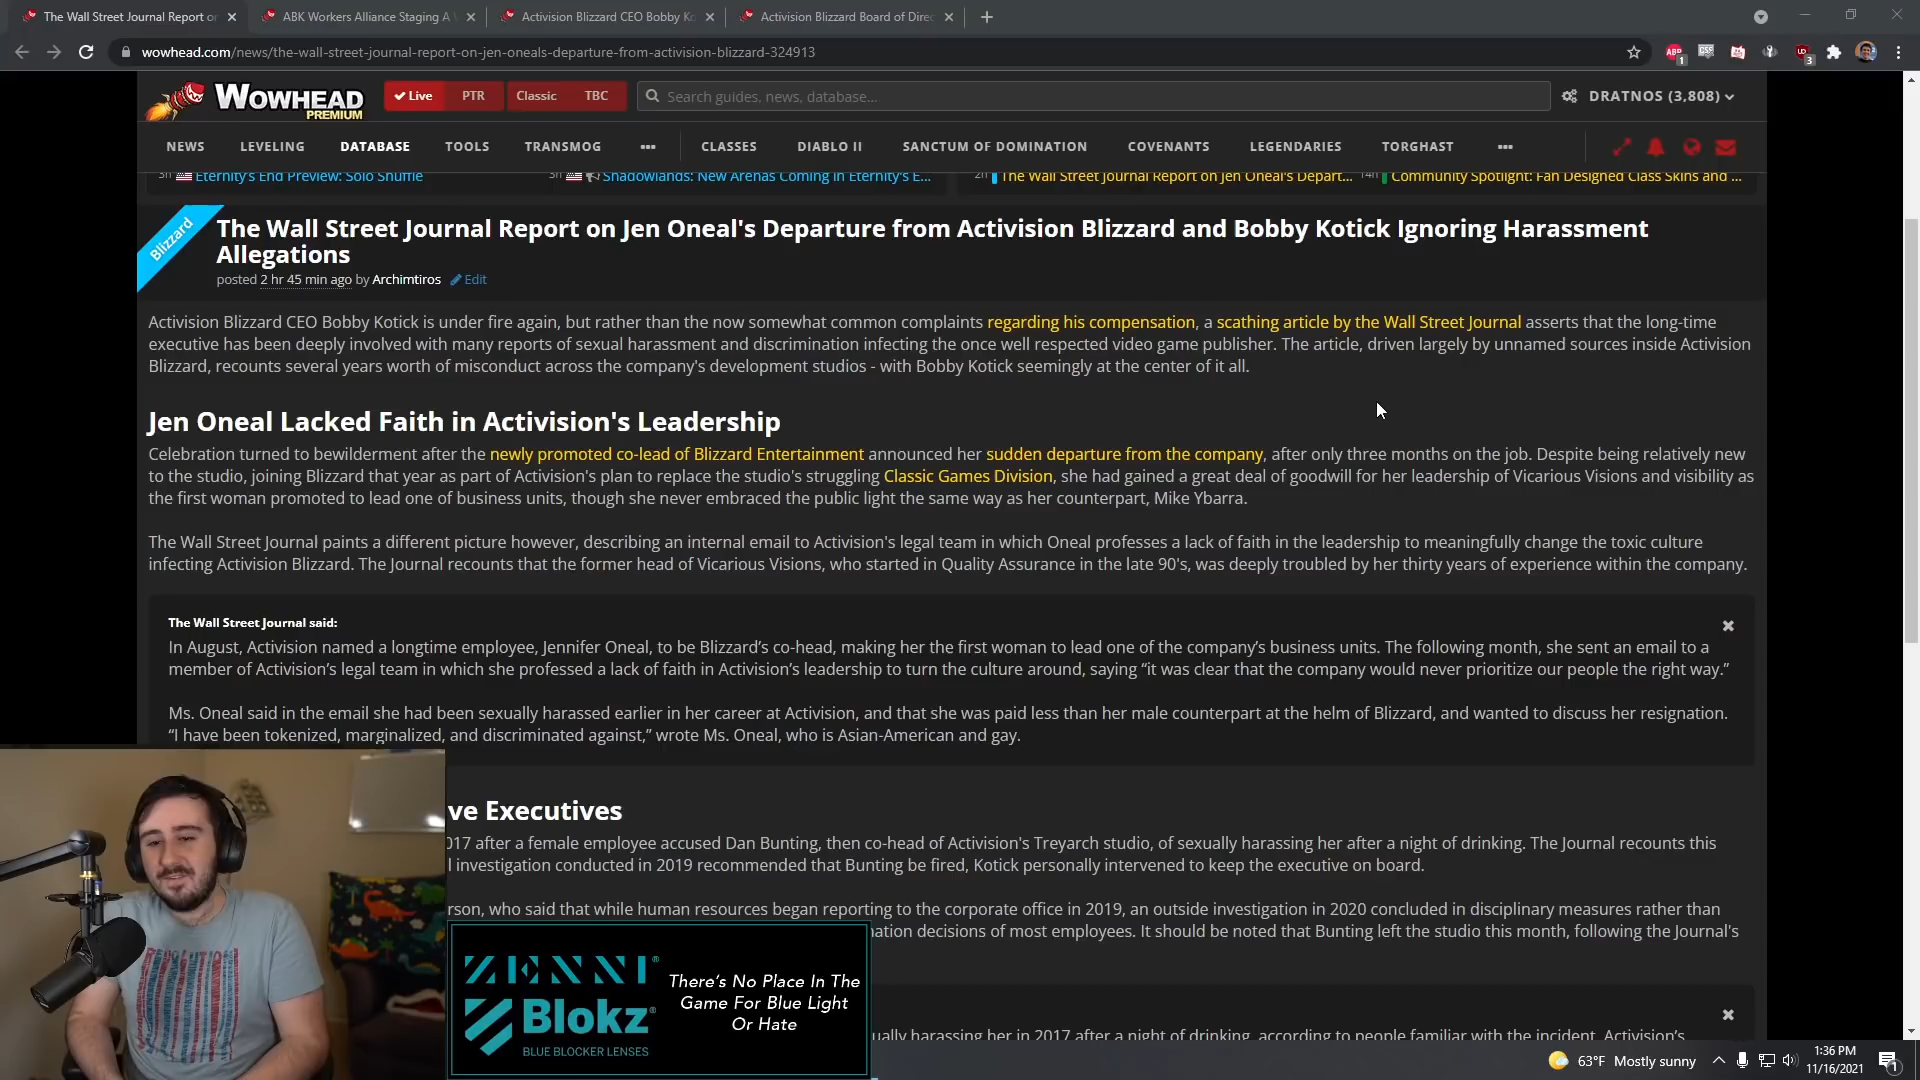 The Wall Street Journal Report or
ABK Workers Alliance Staging A
Activision Blizzard CEO Bobby Ko
Activision Blizzard Board of Direc
wowhead.com/news/the-wall-street-journal-report-on-jen-oneals-departure-from-activision-blizzard-324913
WOWHEAD
PREMIUM
Live PTR Classic TBC
Search guides, news, database...
DRATNOS (3,808)
NEWS LEVELING DATABASE TOOLS TRANSMOG ••• CLASSES DIABLO II SANCTUM OF DOMINATION COVENANTS LEGENDARIES TORGHAST •••
3h Eternity's End Preview: Solo Shuffle
Shadowlands: New Arenas Coming in Eternity's E...
2h The Wall Street Journal Report on Jen Oneal's Depart...
14h Community Spotlight: Fan Designed Class Skins and ...
Blizzard
The Wall Street Journal Report on Jen Oneal's Departure from Activision Blizzard and Bobby Kotick Ignoring Harassment
Allegations
posted 2 hr 45 min ago by Archimtiros Edit
Activision Blizzard CEO Bobby Kotick is under fire again, but rather than the now somewhat common complaints regarding his compensation, a scathing article by the Wall Street Journal asserts that the long-time
executive has been deeply involved with many reports of sexual harassment and discrimination infecting the once well respected video game publisher. The article, driven largely by unnamed sources inside Activision
Blizzard, recounts several years worth of misconduct across the company's development studios - with Bobby Kotick seemingly at the center of it all.
Jen Oneal Lacked Faith in Activision's Leadership
Celebration turned to bewilderment after the newly promoted co-lead of Blizzard Entertainment announced her sudden departure from the company, after only three months on the job. Despite being relatively new
to the studio, joining Blizzard that year as part of Activision's plan to replace the studio's struggling Classic Games Division, she had gained a great deal of goodwill for her leadership of Vicarious Visions and visibility as
the first woman promoted to lead one of business units, though she never embraced the public light the same way as her counterpart, Mike Ybarra.
The Wall Street Journal paints a different picture however, describing an internal email to Activision's legal team in which Oneal professes a lack of faith in the leadership to meaningfully change the toxic culture
infecting Activision Blizzard. The Journal recounts that the former head of Vicarious Visions, who started in Quality Assurance in the late 90's, was deeply troubled by her thirty years of experience within the company.
The Wall Street Journal said:
In August, Activision named a longtime employee, Jennifer Oneal, to be Blizzard's co-head, making her the first woman to lead one of the company's business units. The following month, she sent an email to a
member of Activision's legal team in which she professed a lack of faith in Activision's leadership to turn the culture around, saying "it was clear that the company would never prioritize our people the right way."
Ms. Oneal said in the email she had been sexually harassed earlier in her career at Activision, and that she was paid less than her male counterpart at the helm of Blizzard, and wanted to discuss her resignation.
"I have been tokenized, marginalized, and discriminated against," wrote Ms. Oneal, who is Asian-American and gay.
ve Executives
017 after a female employee accused Dan Bunting, then co-head of Activision's Treyarch studio, of sexually harassing her after a night of drinking. The Journal recounts this
l investigation conducted in 2019 recommended that Bunting be fired, Kotick personally intervened to keep the executive on board.
rson, who said that while human resources began reporting to the corporate office in 2019, an outside investigation in 2020 concluded in disciplinary measures rather than
nation decisions of most employees. It should be noted that Bunting left the studio this month, following the Journal's
ually harassing her in 2017 after a night of drinking, according to people familiar with the incident. Activision's
ZENNI®
Blokz®
BLUE BLOCKER LENSES
There's No Place In The
Game For Blue Light
Or Hate
63°F Mostly sunny
1:36 PM
11/16/2021